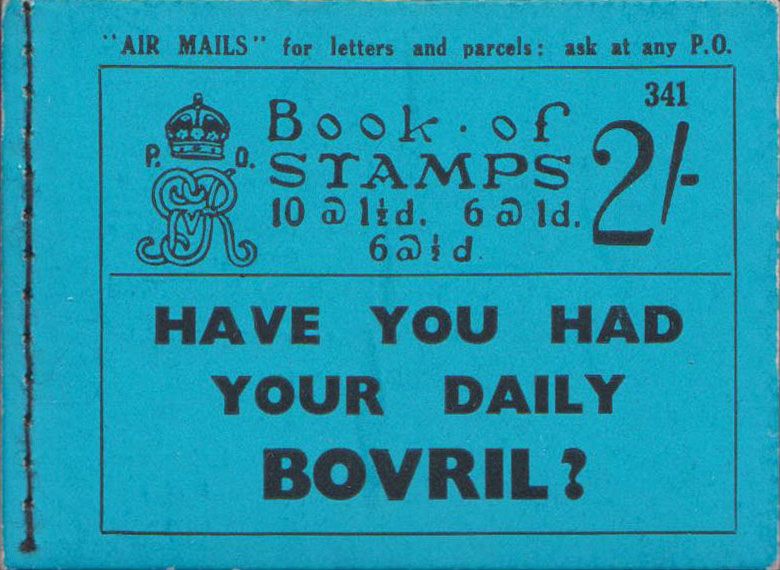 "AIR MAILS" for letters and parcels: ask at any P.O.
341
P. O.
GVR
Book · of
STAMPS
2/-
10 @ 1½d. 6 @ 1d.
6 @ ½d.
HAVE YOU HAD
YOUR DAILY
BOVRIL?